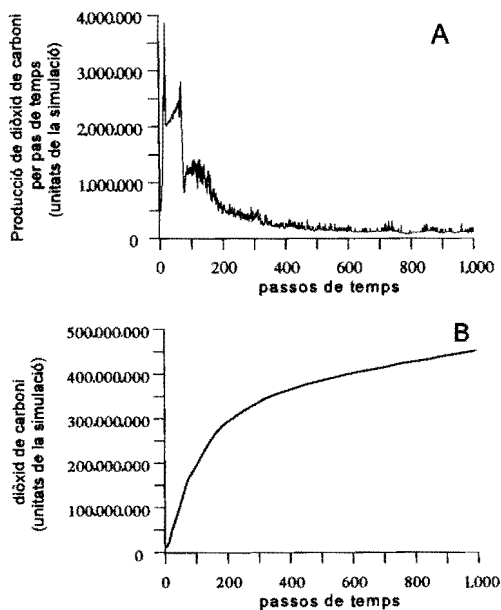 A
Producció de diòxid de carboni
per pas de temps
(unitats de la simulació)
4,000.000
3,000.000
2,000.000
1,000.000
0
0
200
400
600
800
1.000
passos de temps
B
diòxid de carboni
(unitats de la simulació)
500.000.000
400.000.000
300.000.000
200.000.000
100.000.000
0
0
200
400
600
800
1.000
passos de temps